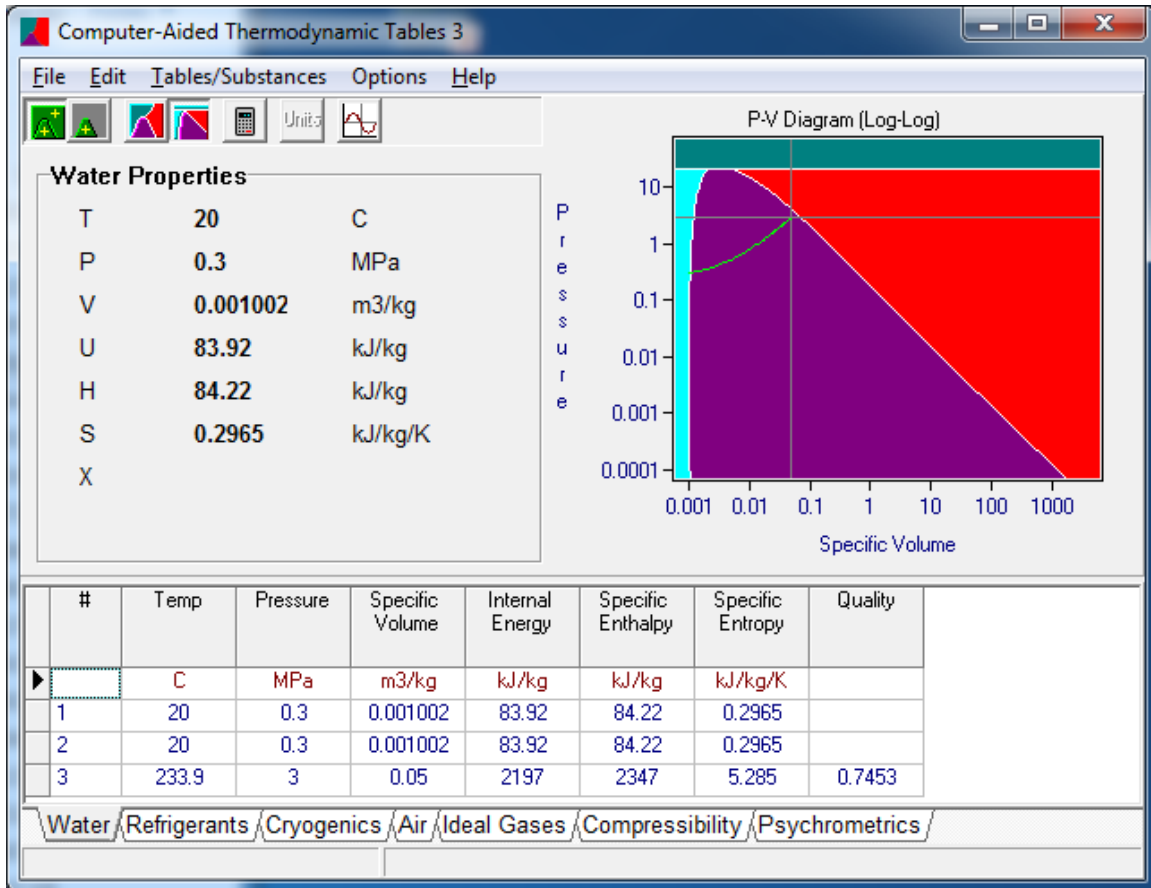 Computer-Aided Thermodynamic Tables 3
File Edit Tables/Substances Options Help
Units
Water Properties
T 20 C
P 0.3 MPa
V 0.001002 m3/kg
U 83.92 kJ/kg
H 84.22 kJ/kg
S 0.2965 kJ/kg/K
X
P-V Diagram (Log-Log)
Pressure
10
1
0.1
0.01
0.001
0.0001
0.001 0.01 0.1 1 10 100 1000
Specific Volume
# Temp Pressure Specific Volume Internal Energy Specific Enthalpy Specific Entropy Quality
C MPa m3/kg kJ/kg kJ/kg kJ/kg/K
1 20 0.3 0.001002 83.92 84.22 0.2965
2 20 0.3 0.001002 83.92 84.22 0.2965
3 233.9 3 0.05 2197 2347 5.285 0.7453
Water Refrigerants Cryogenics Air Ideal Gases Compressibility Psychrometrics